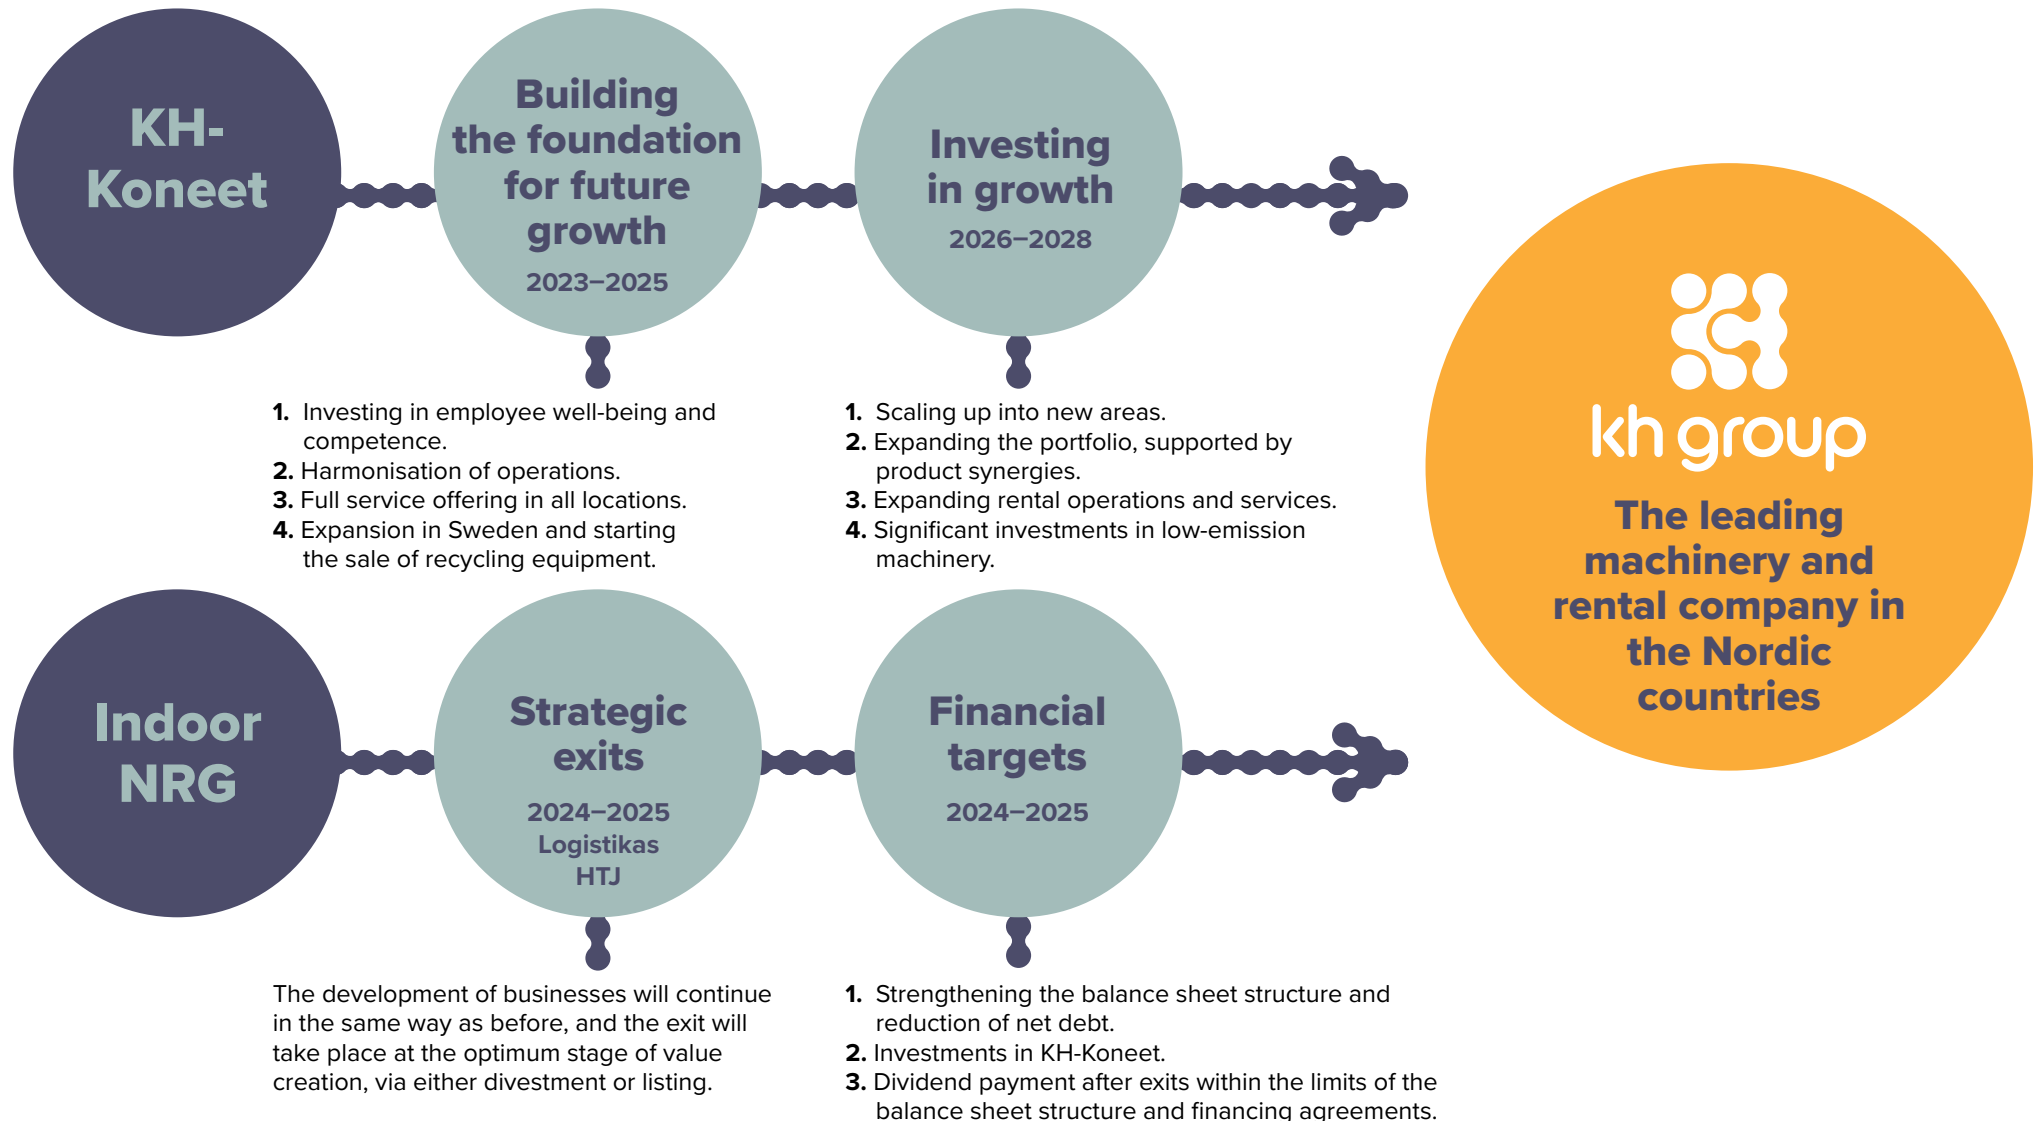 KH-
Koneet
Building
the foundation
for future
growth
2023–2025
Investing
in growth
2026–2028
1. Investing in employee well-being and
competence.
2. Harmonisation of operations.
3. Full service offering in all locations.
4. Expansion in Sweden and starting
the sale of recycling equipment.
1. Scaling up into new areas.
2. Expanding the portfolio, supported by
product synergies.
3. Expanding rental operations and services.
4. Significant investments in low-emission
machinery.
kh group
The leading
machinery and
rental company in
the Nordic
countries
Indoor
NRG
Strategic
exits
2024–2025
Logistikas
HTJ
Financial
targets
2024–2025
The development of businesses will continue
in the same way as before, and the exit will
take place at the optimum stage of value
creation, via either divestment or listing.
1. Strengthening the balance sheet structure and
reduction of net debt.
2. Investments in KH-Koneet.
3. Dividend payment after exits within the limits of the
balance sheet structure and financing agreements.